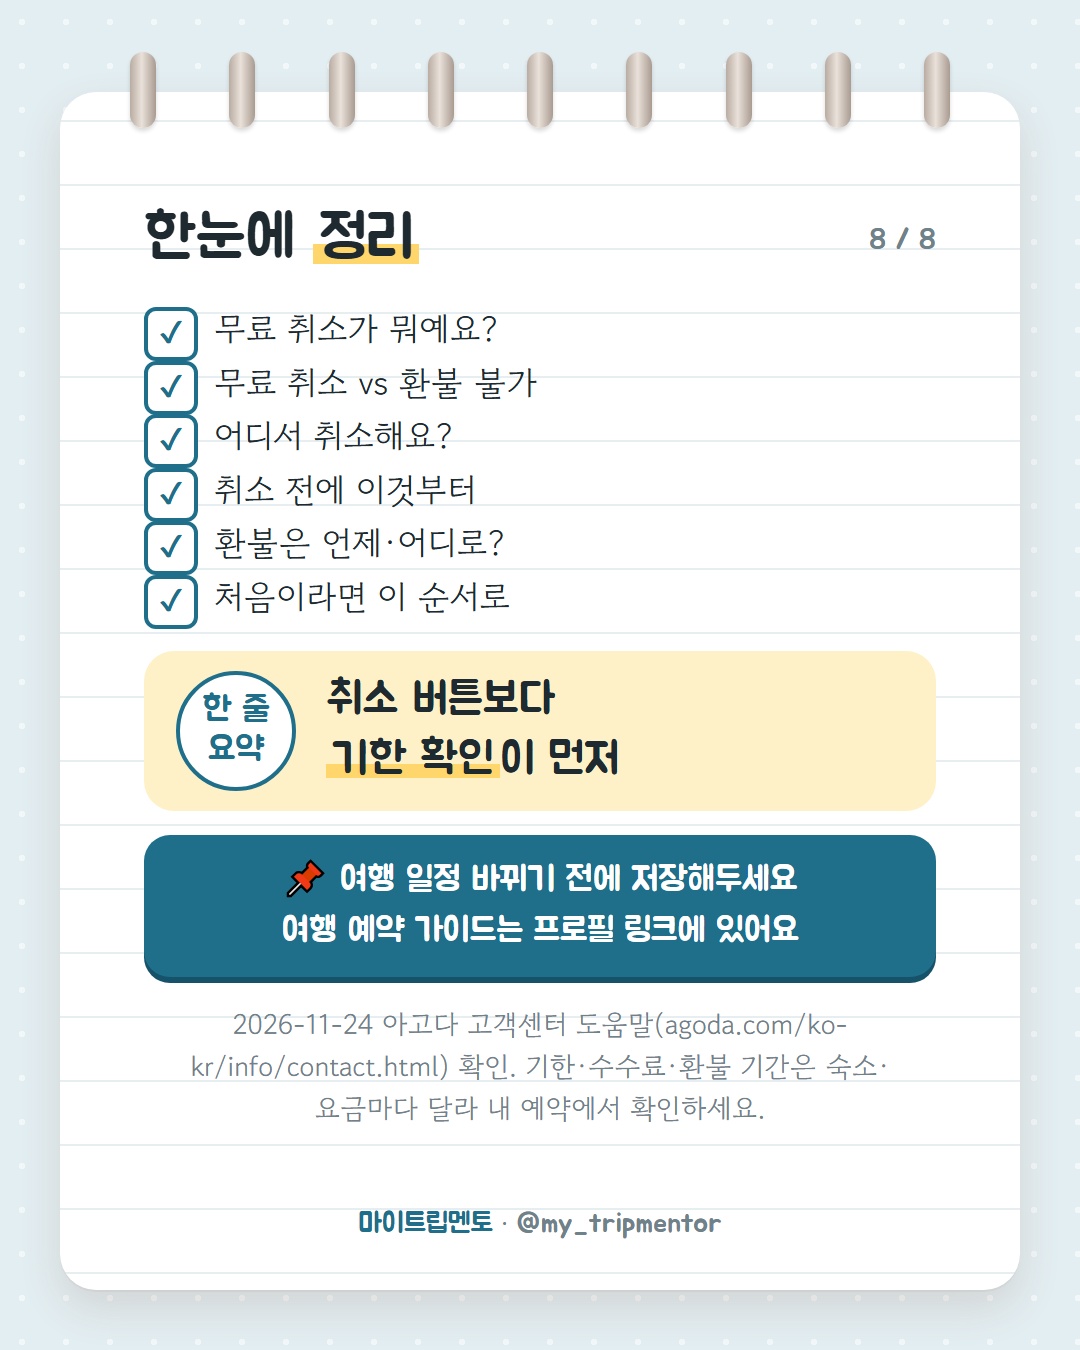 한눈에 정리
8 / 8
✓ 무료 취소가 뭐예요?
✓ 무료 취소 vs 환불 불가
✓ 어디서 취소해요?
✓ 취소 전에 이것부터
✓ 환불은 언제·어디로?
✓ 처음이라면 이 순서로
한 줄
요약
취소 버튼보다
기한 확인이 먼저
📌 여행 일정 바뀌기 전에 저장해두세요
여행 예약 가이드는 프로필 링크에 있어요
2026-11-24 아고다 고객센터 도움말(agoda.com/ko-
kr/info/contact.html) 확인. 기한·수수료·환불 기간은 숙소·
요금마다 달라 내 예약에서 확인하세요.
마이트립멘토 · @my_tripmentor